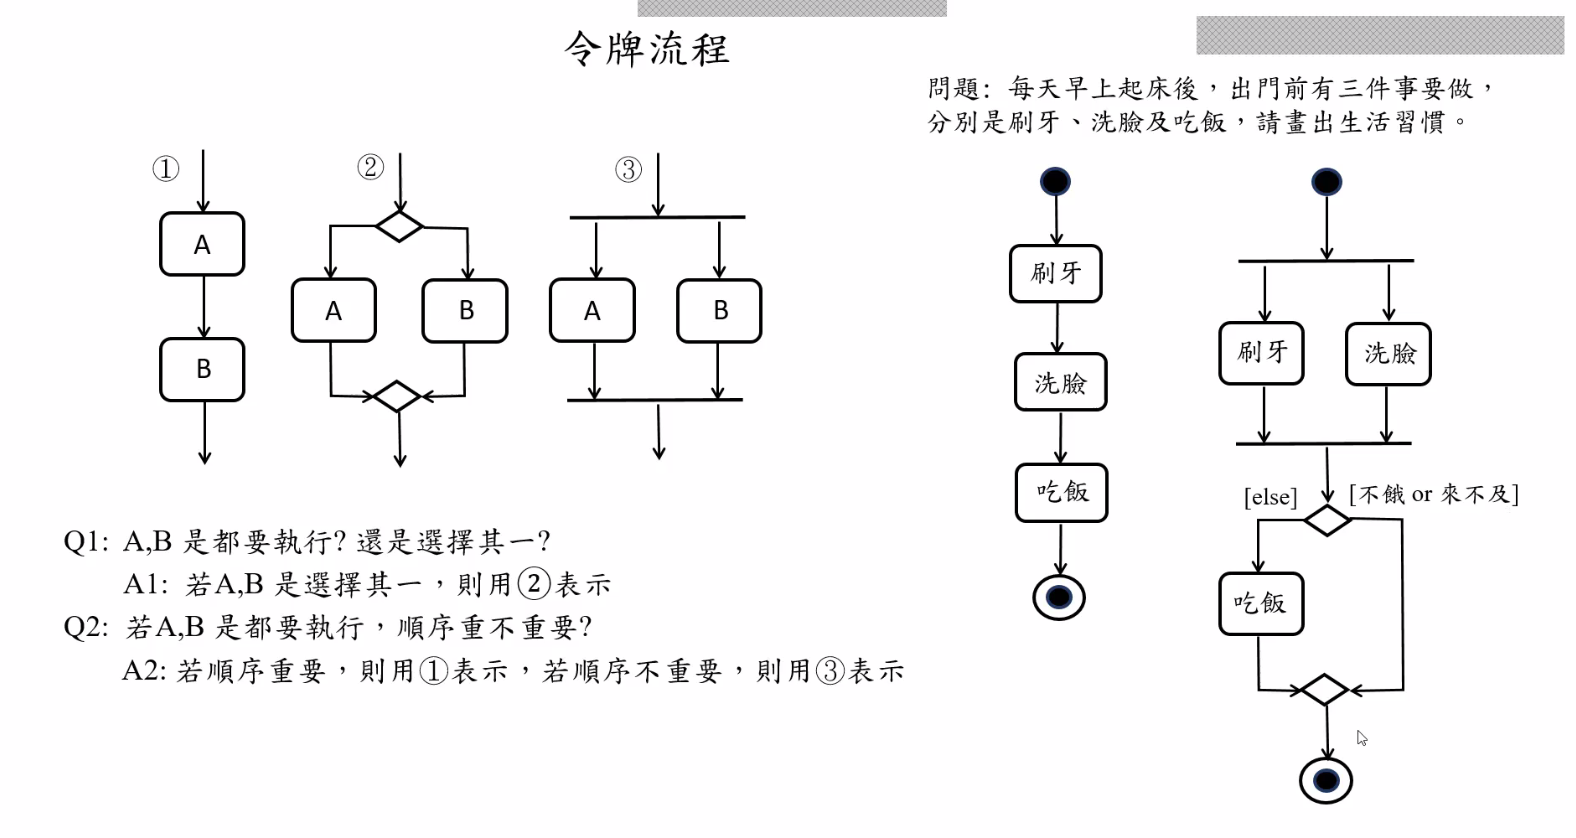 令牌流程
問題: 每天早上起床後，出門前有三件事要做，
分別是刷牙、洗臉及吃飯，請畫出生活習慣。
①
A
B
②
A
B
③
A
B
Q1: A,B 是都要執行? 還是選擇其一?
A1: 若A,B 是選擇其一，則用②表示
Q2: 若A,B 是都要執行，順序重不重要?
A2: 若順序重要，則用①表示，若順序不重要，則用③表示
刷牙
洗臉
吃飯
刷牙
洗臉
[else]
[不餓 or 來不及]
吃飯